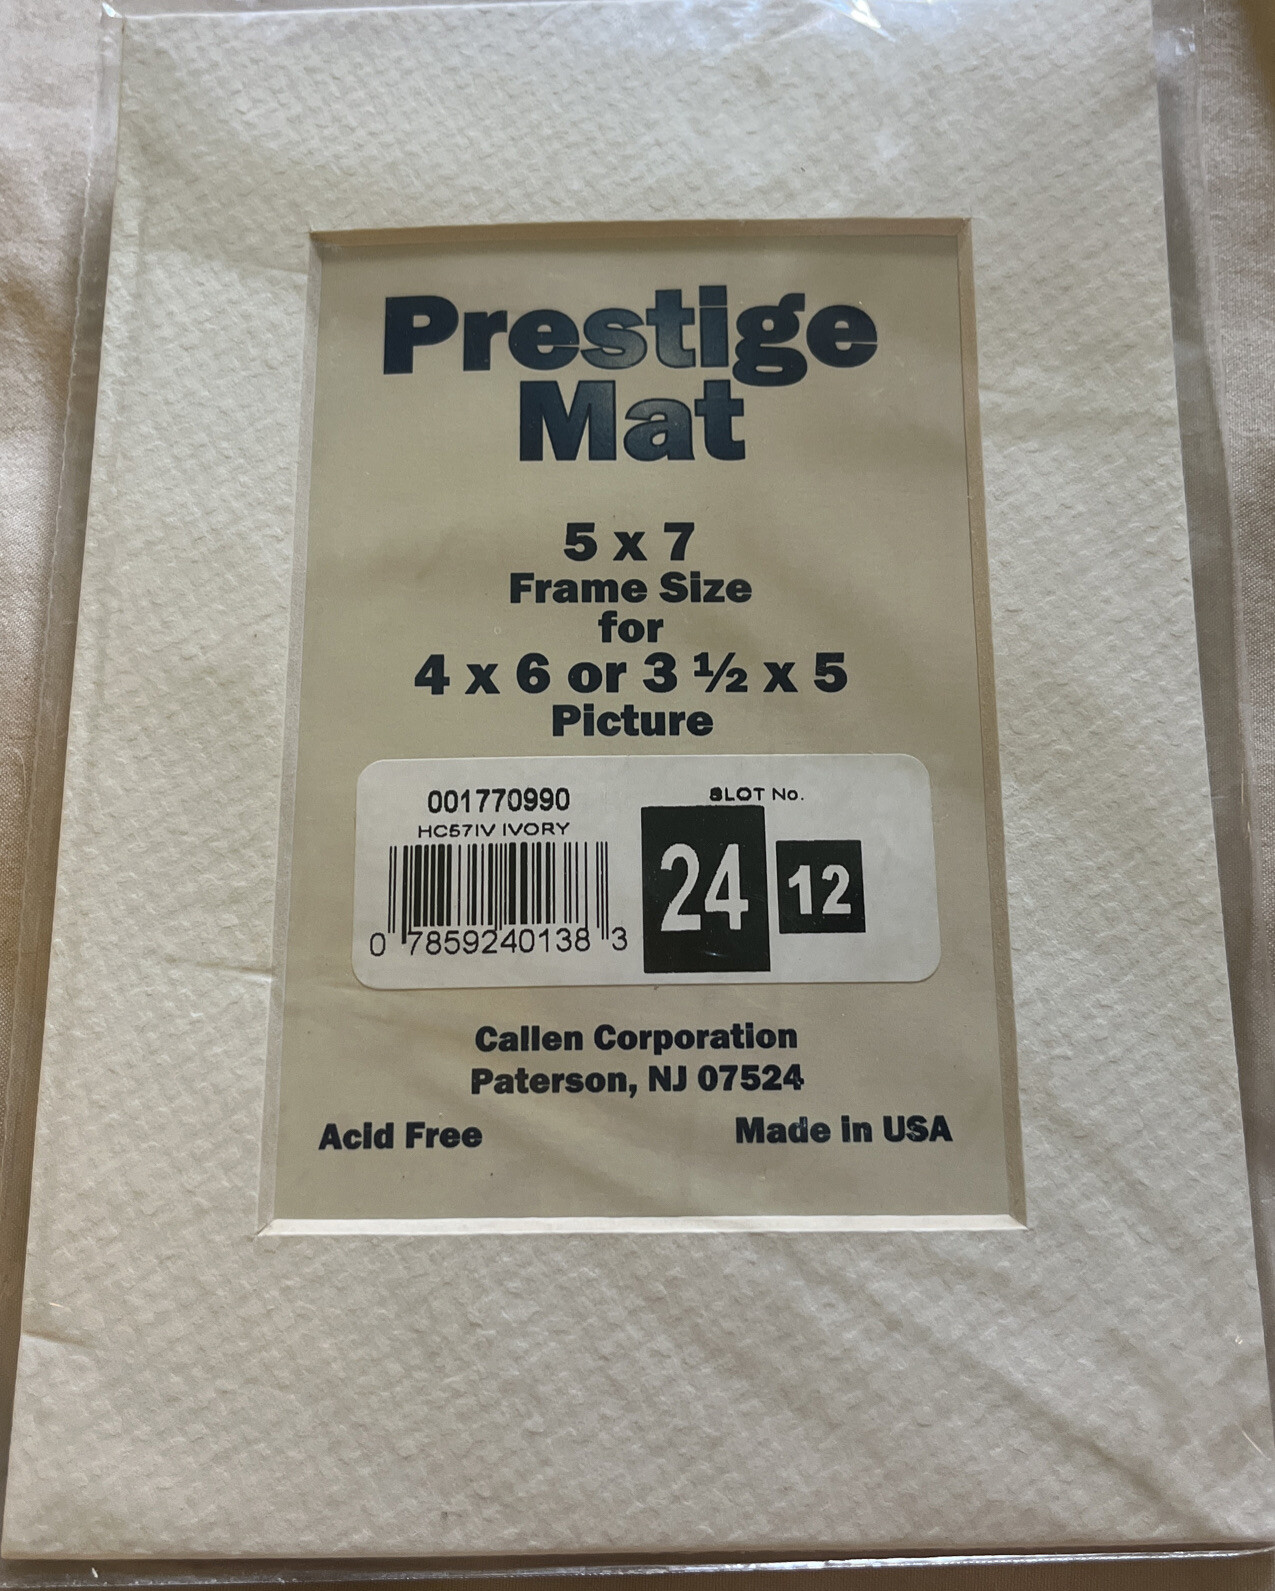 Prestige
Mat
5 x 7
Frame Size
for
4 x 6 or 3 ½ x 5
Picture
001770990
HC57IV IVORY
0 7859240138 3
SLOT No.
24 12
Callen Corporation
Paterson, NJ 07524
Acid Free Made in USA